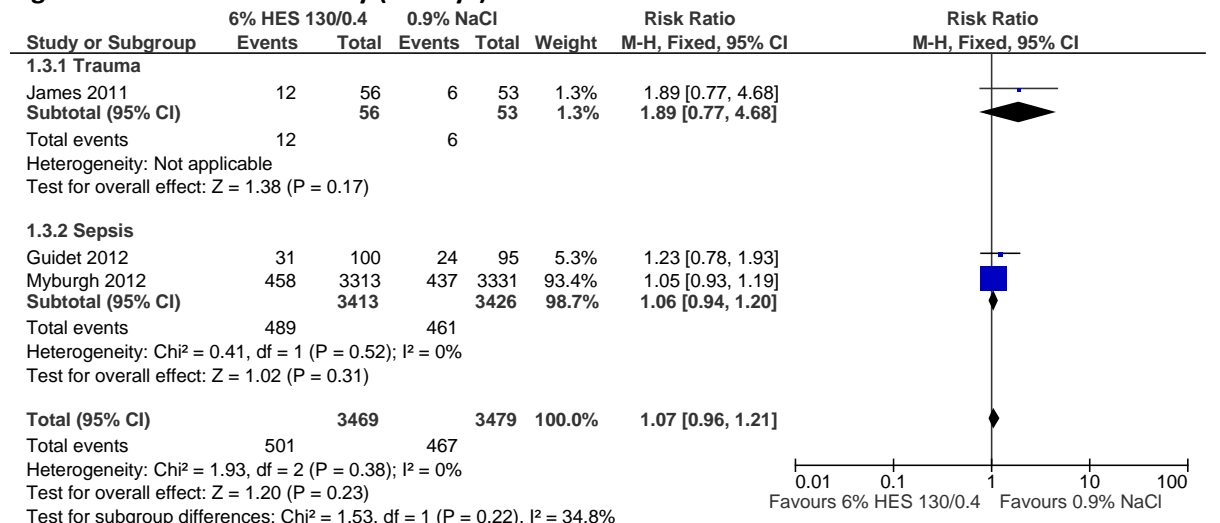 6% HES 130/0.4 0.9% NaCl Risk Ratio Risk Ratio
Study or Subgroup Events Total Events Total Weight M-H, Fixed, 95% CI M-H, Fixed, 95% CI
1.3.1 Trauma
James 2011 12 56 6 53 1.3% 1.89 [0.77, 4.68]
Subtotal (95% CI) 56 53 1.3% 1.89 [0.77, 4.68]
Total events 12 6
Heterogeneity: Not applicable
Test for overall effect: Z = 1.38 (P = 0.17)
1.3.2 Sepsis
Guidet 2012 31 100 24 95 5.3% 1.23 [0.78, 1.93]
Myburgh 2012 458 3313 437 3331 93.4% 1.05 [0.93, 1.19]
Subtotal (95% CI) 3413 3426 98.7% 1.06 [0.94, 1.20]
Total events 489 461
Heterogeneity: Chi² = 0.41, df = 1 (P = 0.52); I² = 0%
Test for overall effect: Z = 1.02 (P = 0.31)
Total (95% CI) 3469 3479 100.0% 1.07 [0.96, 1.21]
Total events 501 467
Heterogeneity: Chi² = 1.93, df = 2 (P = 0.38); I² = 0%
Test for overall effect: Z = 1.20 (P = 0.23)
Test for subgroup differences: Chi² = 1.53, df = 1 (P = 0.22), I² = 34.8%
0.01 0.1 1 10 100
Favours 6% HES 130/0.4 Favours 0.9% NaCl